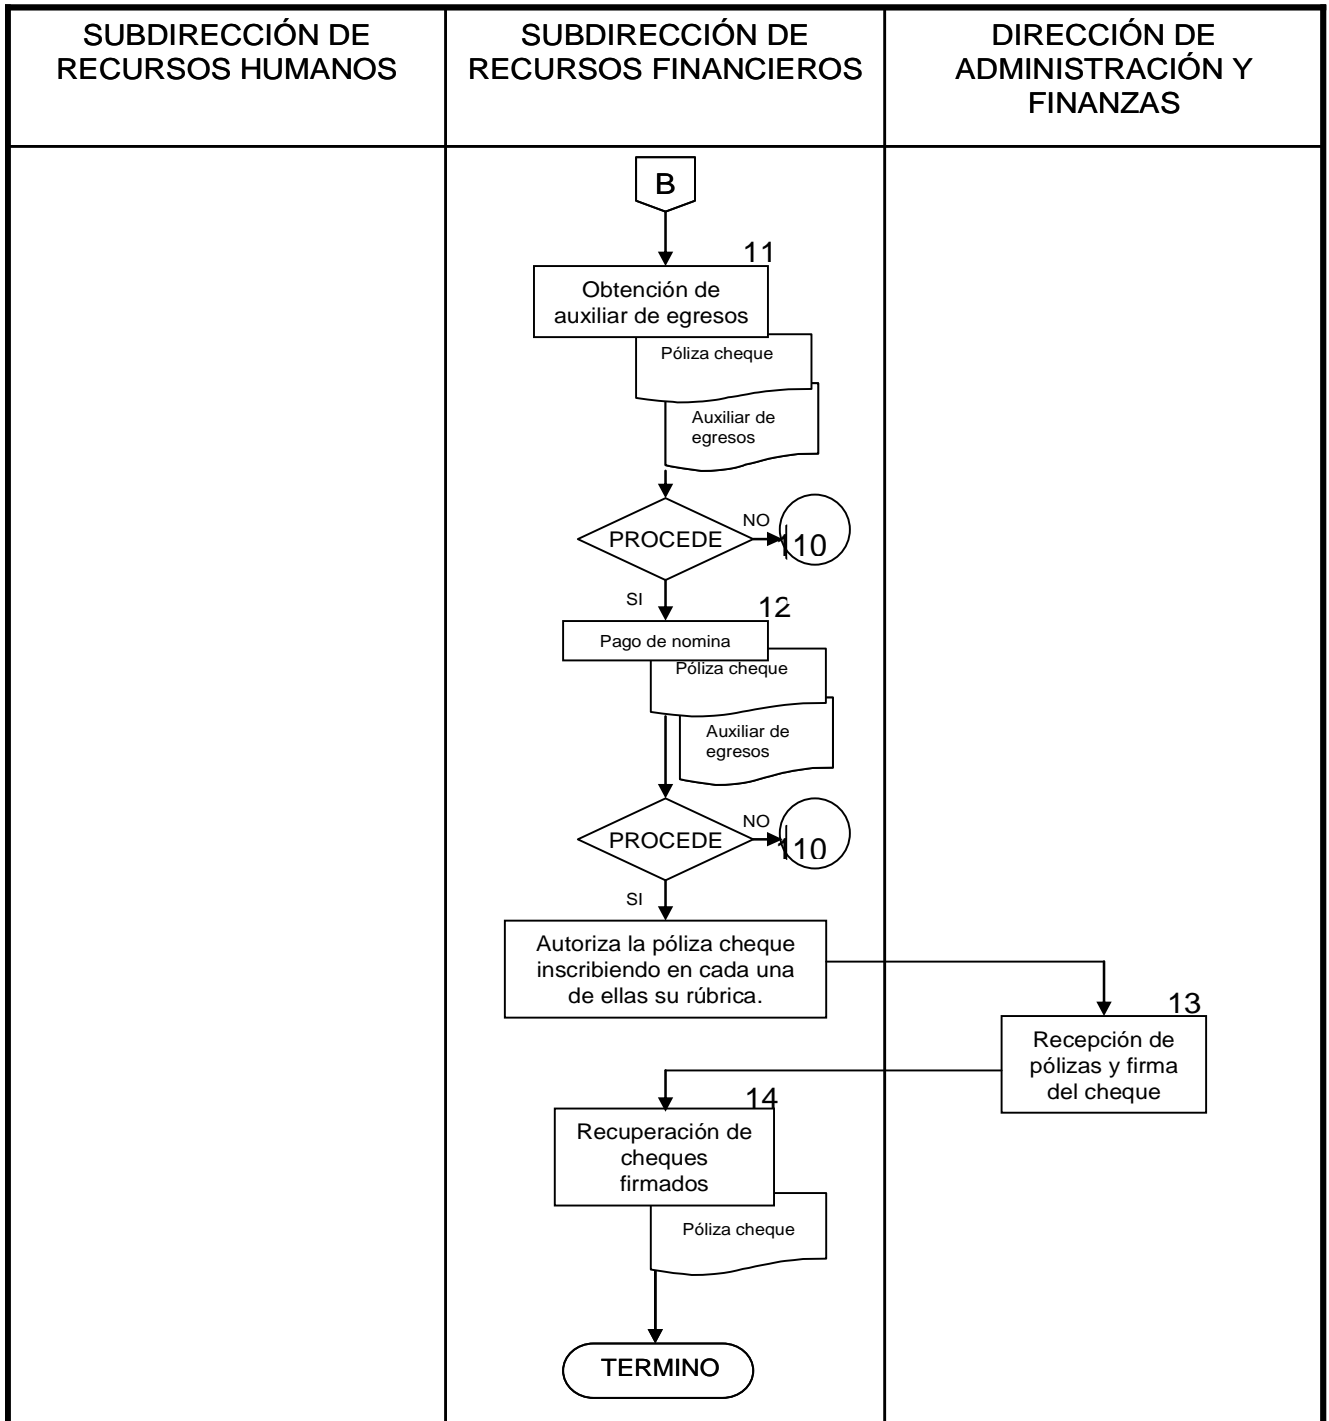 SUBDIRECCIÓN DE
RECURSOS HUMANOS
SUBDIRECCIÓN DE
RECURSOS FINANCIEROS
DIRECCIÓN DE
ADMINISTRACIÓN Y
FINANZAS
B
11
Obtención de
auxiliar de egresos
Póliza cheque
Auxiliar de
egresos
PROCEDE
NO
10
SI
12
Pago de nomina
Póliza cheque
Auxiliar de
egresos
PROCEDE
NO
10
SI
Autoriza la póliza cheque
inscribiendo en cada una
de ellas su rúbrica.
13
Recepción de
pólizas y firma
del cheque
14
Recuperación de
cheques
firmados
Póliza cheque
TERMINO